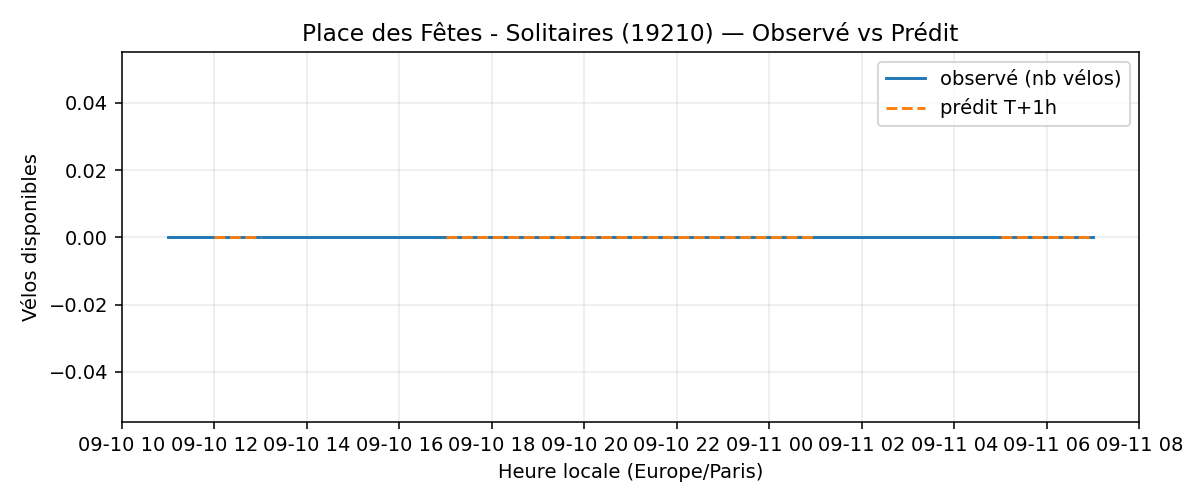 Place des Fêtes - Solitaires (19210) — Observé vs Prédit
observé (nb vélos)
prédit T+1h
Vélos disponibles
0.04
0.02
0.00
−0.02
−0.04
09-10 10 09-10 12 09-10 14 09-10 16 09-10 18 09-10 20 09-10 22 09-11 00 09-11 02 09-11 04 09-11 06 09-11 08
Heure locale (Europe/Paris)